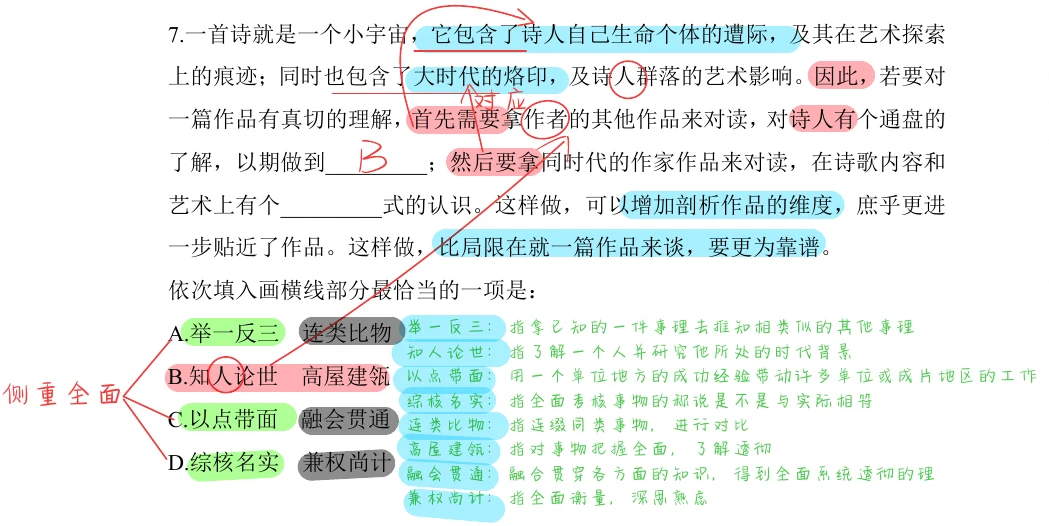 7.一首诗就是一个小宇宙，它包含了诗人自己生命个体的遭际，及其在艺术探索
上的痕迹；同时也包含了大时代的烙印，及诗人群落的艺术影响。因此，若要对
对应
一篇作品有真切的理解，首先需要拿作者的其他作品来对读，对诗人有个通盘的
了解，以期做到_________；然后要拿同时代的作家作品来对读，在诗歌内容和
B
艺术上有个_________式的认识。这样做，可以增加剖析作品的维度，庶乎更进
一步贴近了作品。这样做，比局限在就一篇作品来谈，要更为靠谱。
依次填入画横线部分最恰当的一项是：
A.举一反三 连类比物
B.知人论世 高屋建瓴
C.以点带面 融会贯通
D.综核名实 兼权尚计
侧重全面
举一反三：指拿已知的一件事理去推知相类似的其他事理
知人论世：指了解一个人并研究他所处的时代背景
以点带面：用一个单位地方的成功经验带动许多单位或成片地区的工作
综核名实：指全面考核事物的称说是不是与实际相符
连类比物：指连缀同类事物，进行对比
高屋建瓴：指对事物把握全面，了解透彻
融会贯通：融合贯穿各方面的知识，得到全面系统透彻的理
兼权尚计：指全面衡量，深思熟虑